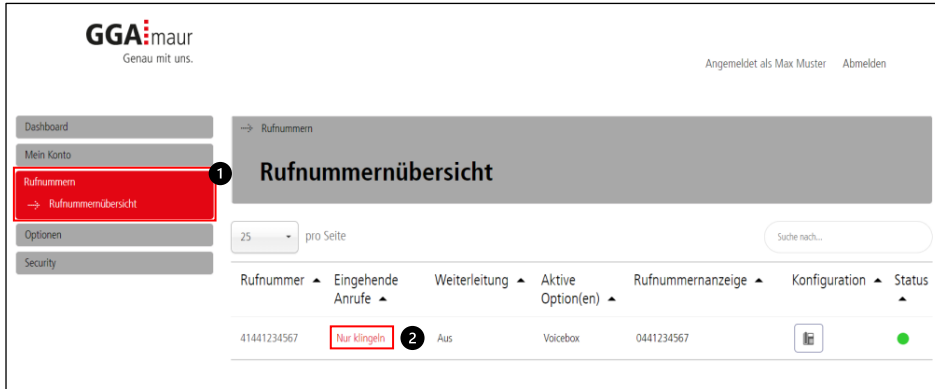 GGA maur
Genau mit uns.
Angemeldet als Max Muster Abmelden
Dashboard
Mein Konto
Rufnummern
→ Rufnummernübersicht
Optionen
Security
1
→ Rufnummern
Rufnummernübersicht
25 pro Seite
Suche nach...
Rufnummer Eingehende Anrufe Weiterleitung Aktive Option(en) Rufnummernanzeige Konfiguration Status
41441234567 Nur klingeln 2 Aus Voicebox 0441234567